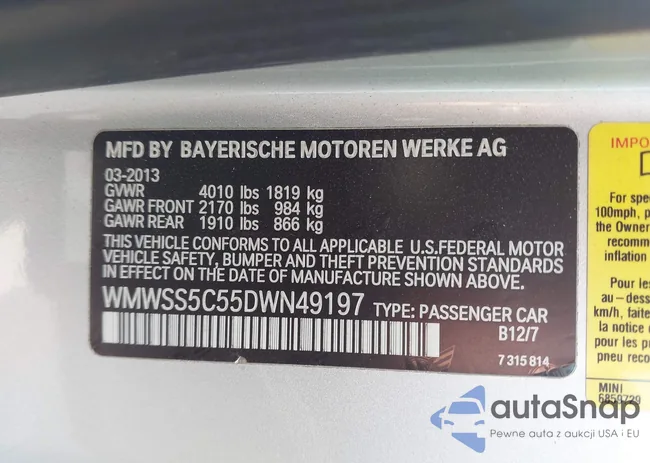 MFD BY BAYERISCHE MOTOREN WERKE AG
03-2013
GVWR 4010 lbs 1819 kg
GAWR FRONT 2170 lbs 984 kg
GAWR REAR 1910 lbs 866 kg
THIS VEHICLE CONFORMS TO ALL APPLICABLE U.S.FEDERAL MOTOR
VEHICLE SAFETY, BUMPER AND THEFT PREVENTION STANDARDS
IN EFFECT ON THE DATE OF MANUFACTURE SHOWN ABOVE.
WMWSS5C55DWN49197 TYPE: PASSENGER CAR
B12/7
7 315 814
IMPO
For spe
100mph, p
the Owner
recomm
inflation
Pour les
au-dess
km/h, faite
la notice
pour les p
pneu reco
MINI
6859729
autaSnap
Pewne auta z aukcji USA i EU